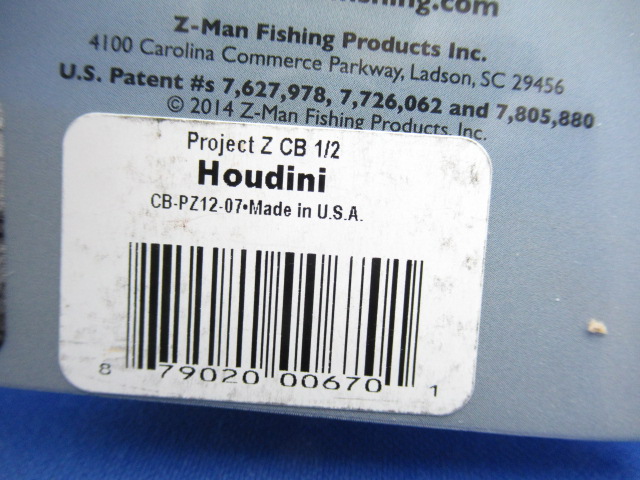 shing.com
Z-Man Fishing Products Inc.
4100 Carolina Commerce Parkway, Ladson, SC 29456
U.S. Patent #s 7,627,978, 7,726,062 and 7,805,880
© 2014 Z-Man Fishing Products, Inc.
Project Z CB 1/2
Houdini
CB-PZ12-07•Made in U.S.A.
8 79020 00670 1